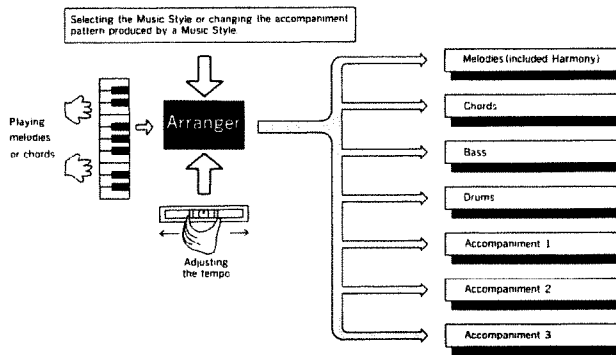 Selecting the Music Style or changing the accompaniment
pattern produced by a Music Style.
Playing
melodies
or chords
Arranger
Adjusting
the tempo
Melodies (included Harmony)
Chords
Bass
Drums
Accompaniment 1
Accompaniment 2
Accompaniment 3